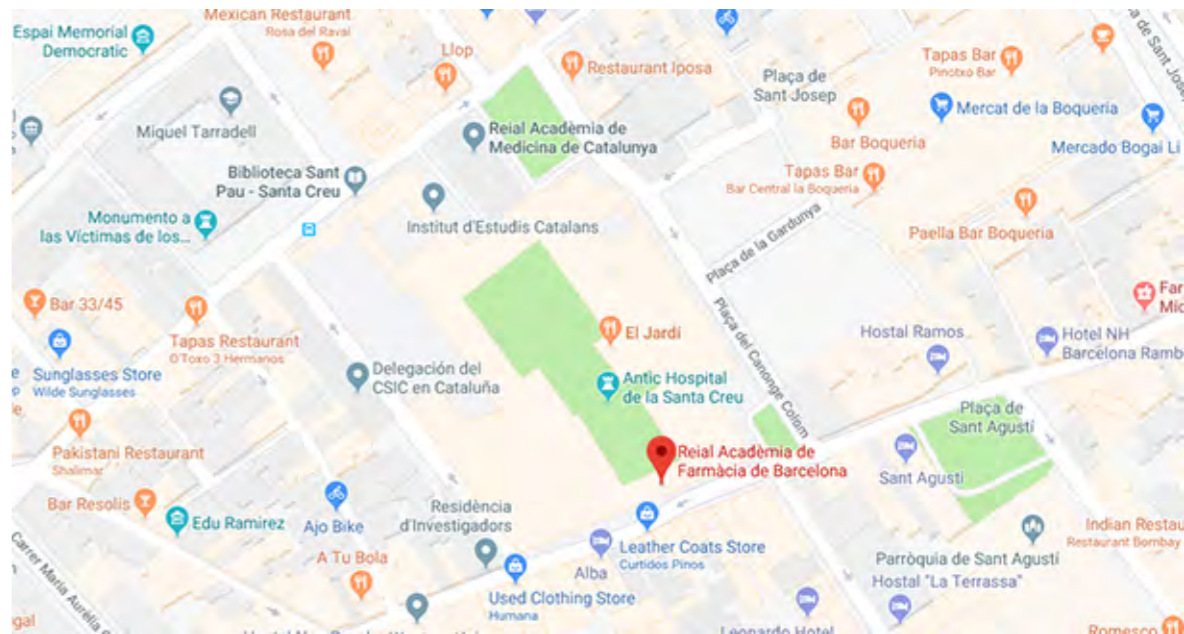 Mexican Restaurant
Rosa del Raval
Espai Memorial
Democratic
Llop
Restaurant Iposa
Plaça de
Sant Josep
Tapas Bar
Pinotxo Bar
de Sant Josep
Mercat de la Boqueria
Bar Boqueria
Mercado Bogai Li
Miquel Tarradell
Reial Acadèmia de
Medicina de Catalunya
Biblioteca Sant
Pau - Santa Creu
Tapas Bar
Bar Central la Boqueria
Monumento a
las Víctimas de los...
Institut d'Estudis Catalans
Plaça de la Gardunya
Paella Bar Boqueria
Bar 33/45
Tapas Restaurant
O'Toxo 3 Hermanos
El Jardí
Plaça del Canonge Colom
Hostal Ramos
Far
Mic
Hotel NH
Barcelona Ramb
Sunglasses Store
Wilde Sunglasses
Delegación del
CSIC en Cataluña
Antic Hospital
de la Santa Creu
Plaça de
Sant Agustí
Pakistani Restaurant
Shalimar
Reial Acadèmia de
Farmàcia de Barcelona
Sant Agustí
Bar Resolis
Edu Ramirez
Ajo Bike
Residència
d'Investigadors
Leather Coats Store
Curtidos Pinos
Indian Restau
Restaurant Bombay
Carrer Maria Aurèlia
A Tu Bola
Alba
Parròquia de Sant Agustí
Hostal "La Terrassa"
Used Clothing Store
Humana
gal
Leonardo Hotel
Romesco